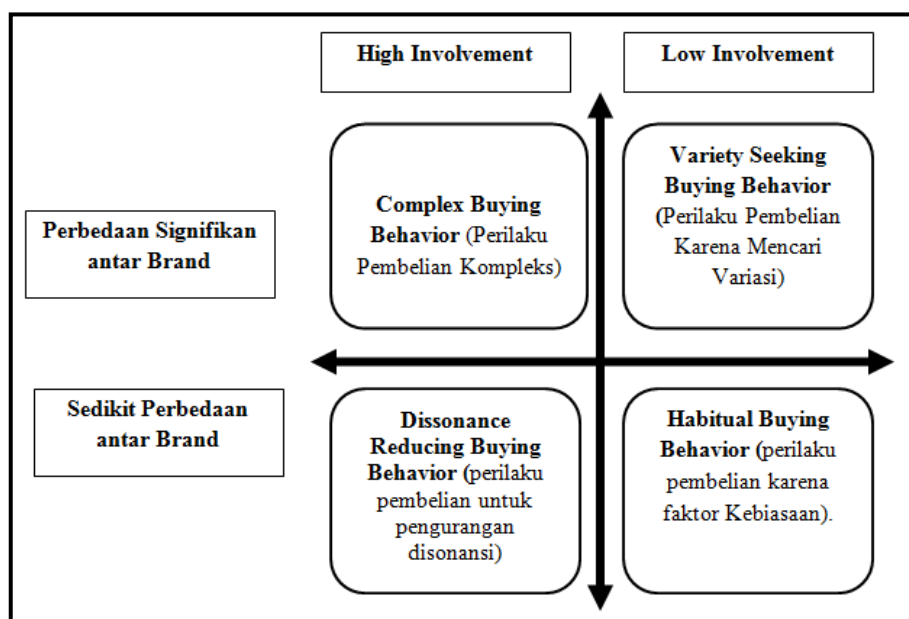 High Involvement
Low Involvement
Perbedaan Signifikan
antar Brand
Complex Buying
Behavior (Perilaku
Pembelian Kompleks)
Variety Seeking
Buying Behavior
(Perilaku Pembelian
Karena Mencari
Variasi)
Sedikit Perbedaan
antar Brand
Dissonance
Reducing Buying
Behavior (perilaku
pembelian untuk
pengurangan
disonansi)
Habitual Buying
Behavior (perilaku
pembelian karena
faktor Kebiasaan).